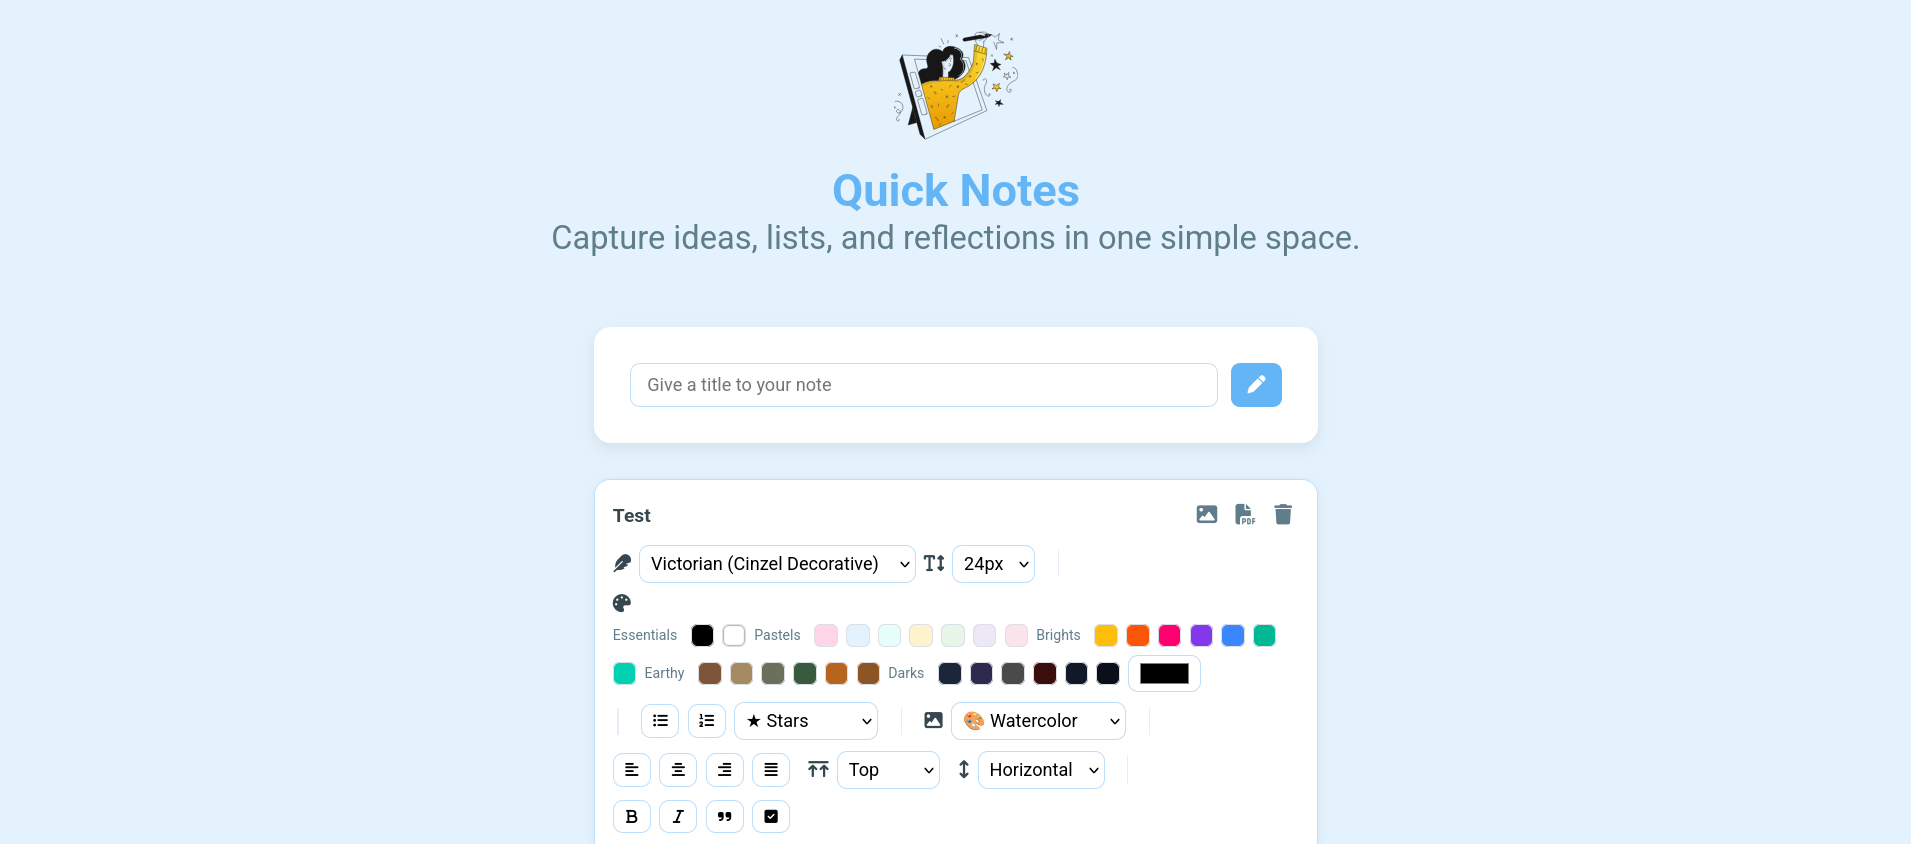 Quick Notes
Capture ideas, lists, and reflections in one simple space.
Give a title to your note
Test
PDF
Victorian (Cinzel Decorative) 24px
Essentials Pastels Brights
Earthy Darks
★ Stars 🎨 Watercolor
Top Horizontal
B I